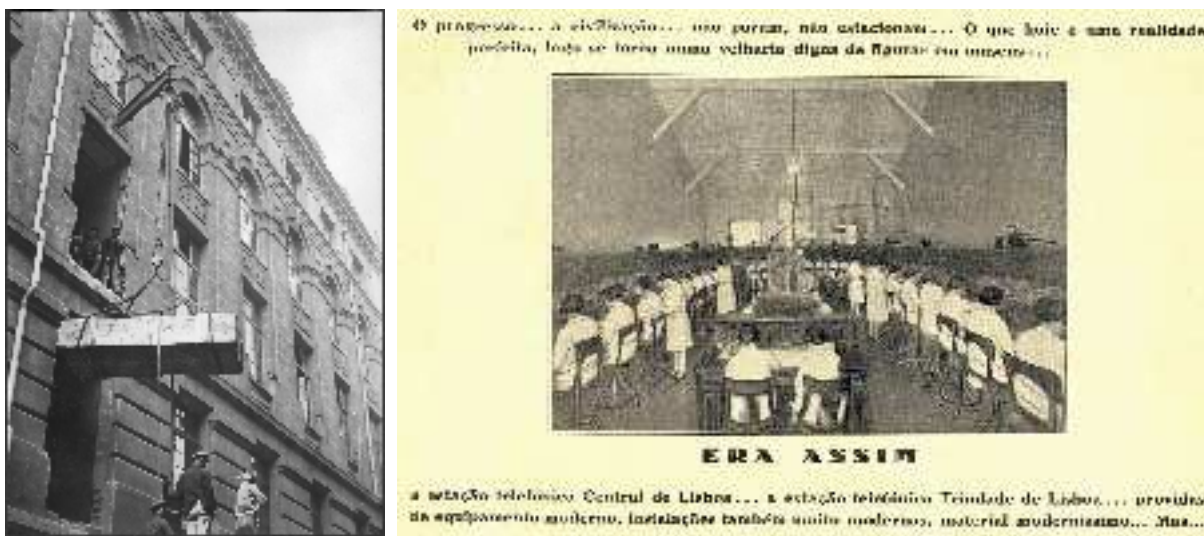 O progresso... a civilização... não param, não estacionam... O que hoje é uma realidade
perfeita, logo se torna numa velharia digna de figurar em museus...
ERA ASSIM
a estação telefónica Central de Lisboa... a estação telefónica Trindade de Lisboa... providas
de equipamento moderno, instalações também muito modernas, material moderníssimo... Mas...